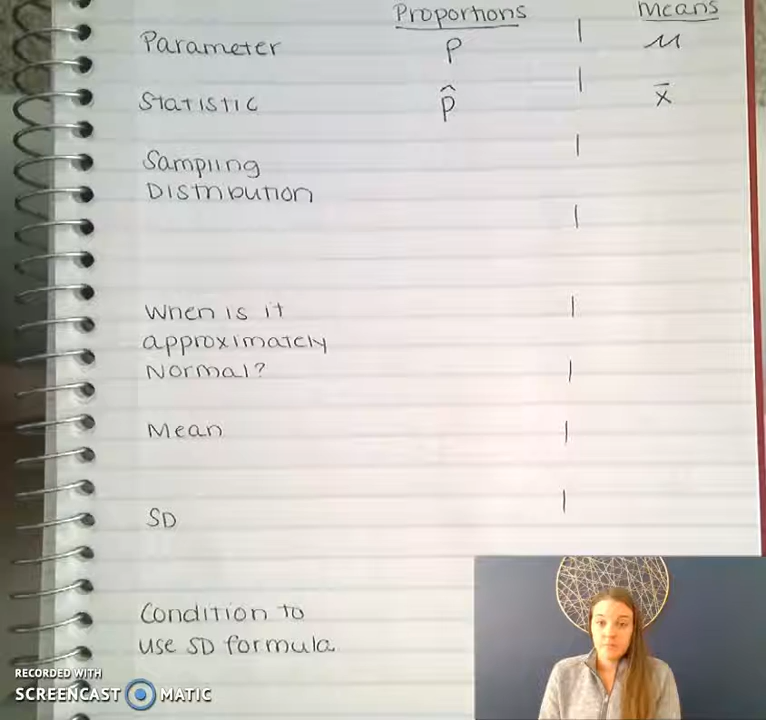 Proportions | Means
Parameter P | μ
Statistic p̂ | x̄
Sampling |
Distribution |
When is it |
approximately
Normal? |
Mean |
SD |
Condition to
use SD formula
RECORDED WITH
SCREENCAST MATIC